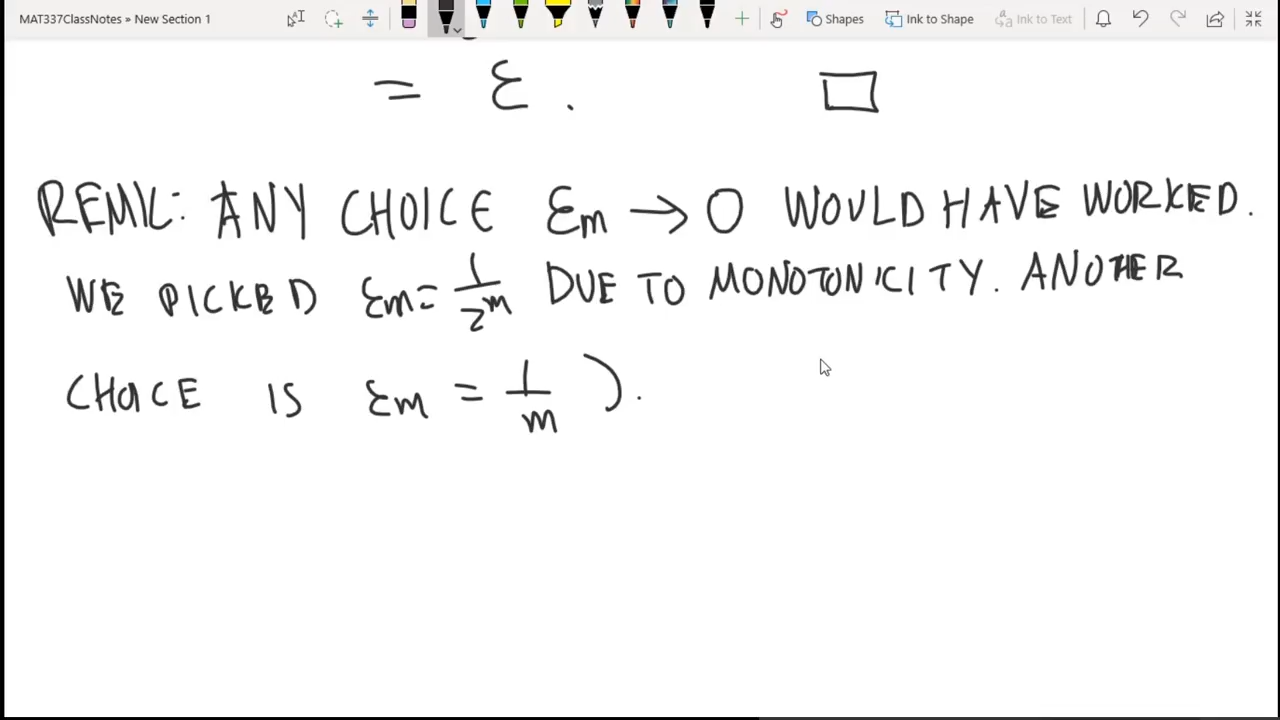 MAT337ClassNotes » New Section 1
Shapes
Ink to Shape
Ink to Text
= ε .
REMK: ANY CHOICE εm → 0 WOULD HAVE WORKED.
WE PICKED εm = 1/2^m DUE TO MONOTONICITY. ANOTHER
CHOICE IS εm = 1/m ).